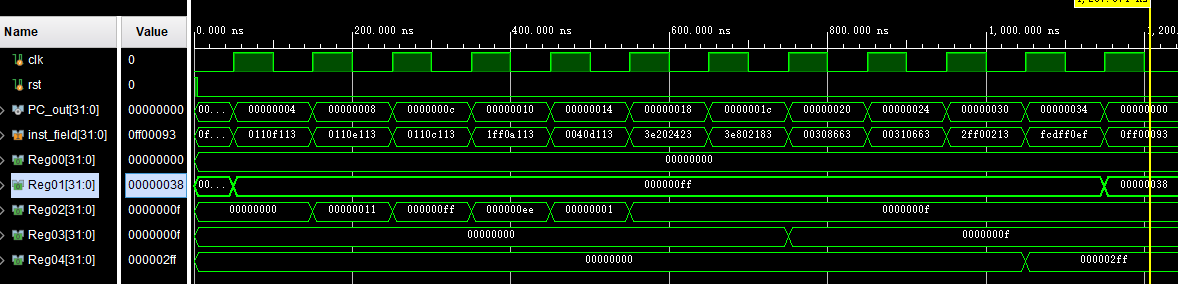 Name Value
0.000 ns 200.000 ns 400.000 ns 600.000 ns 800.000 ns 1,000.000 ns 1,200.
clk 0
rst 0
PC_out[31:0] 00000000 00... 00000004 00000008 0000000c 00000010 00000014 00000018 0000001c 00000020 00000024 00000030 00000034 00000000
inst_field[31:0] 0ff00093 0f... 0110f113 0110e113 0110c113 1ff0a113 0040d113 3e202423 3e802183 00308663 00310663 2ff00213 fcdff0ef 0ff00093
Reg00[31:0] 00000000 00000000
Reg01[31:0] 00000038 00... 000000ff 00000038
Reg02[31:0] 0000000f 00000000 00000011 000000ff 000000ee 00000001 0000000f
Reg03[31:0] 0000000f 00000000 0000000f
Reg04[31:0] 000002ff 00000000 000002ff